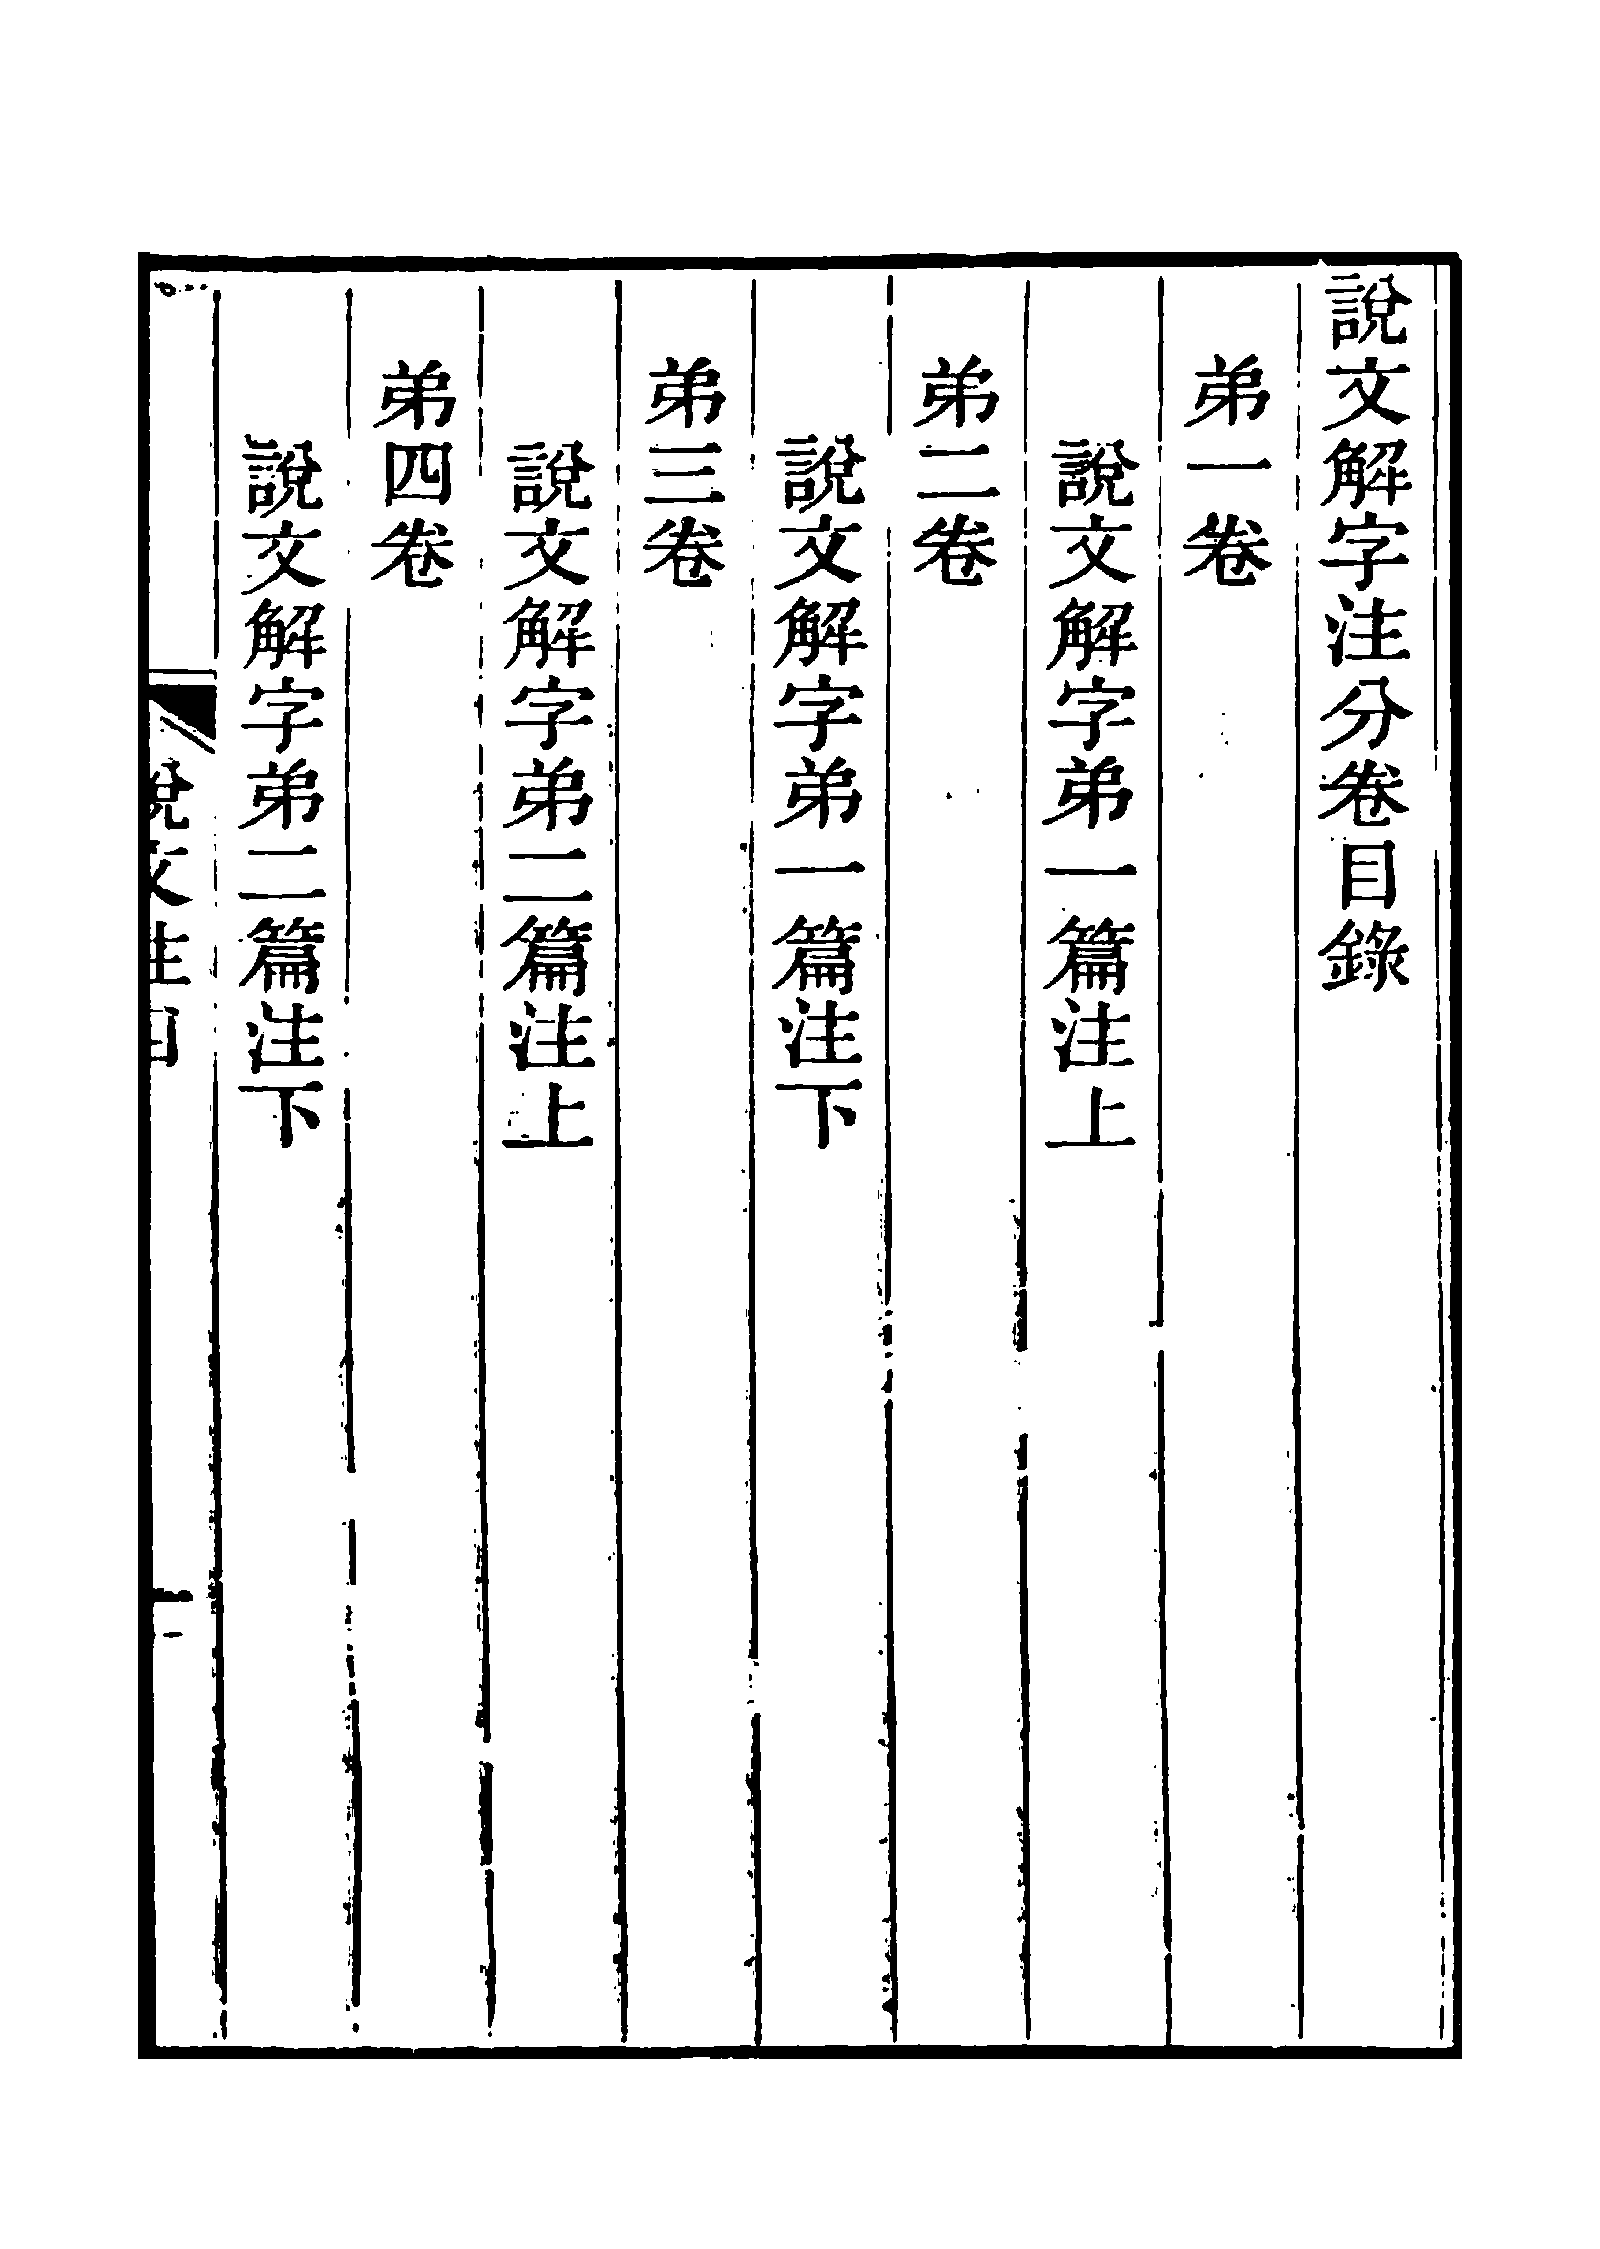 說文解字注分卷目錄
弟一卷
說文解字弟一篇注上
弟二卷
說文解字弟一篇注下
弟三卷
說文解字弟二篇注上
弟四卷
說文解字弟二篇注下
說文注目
一